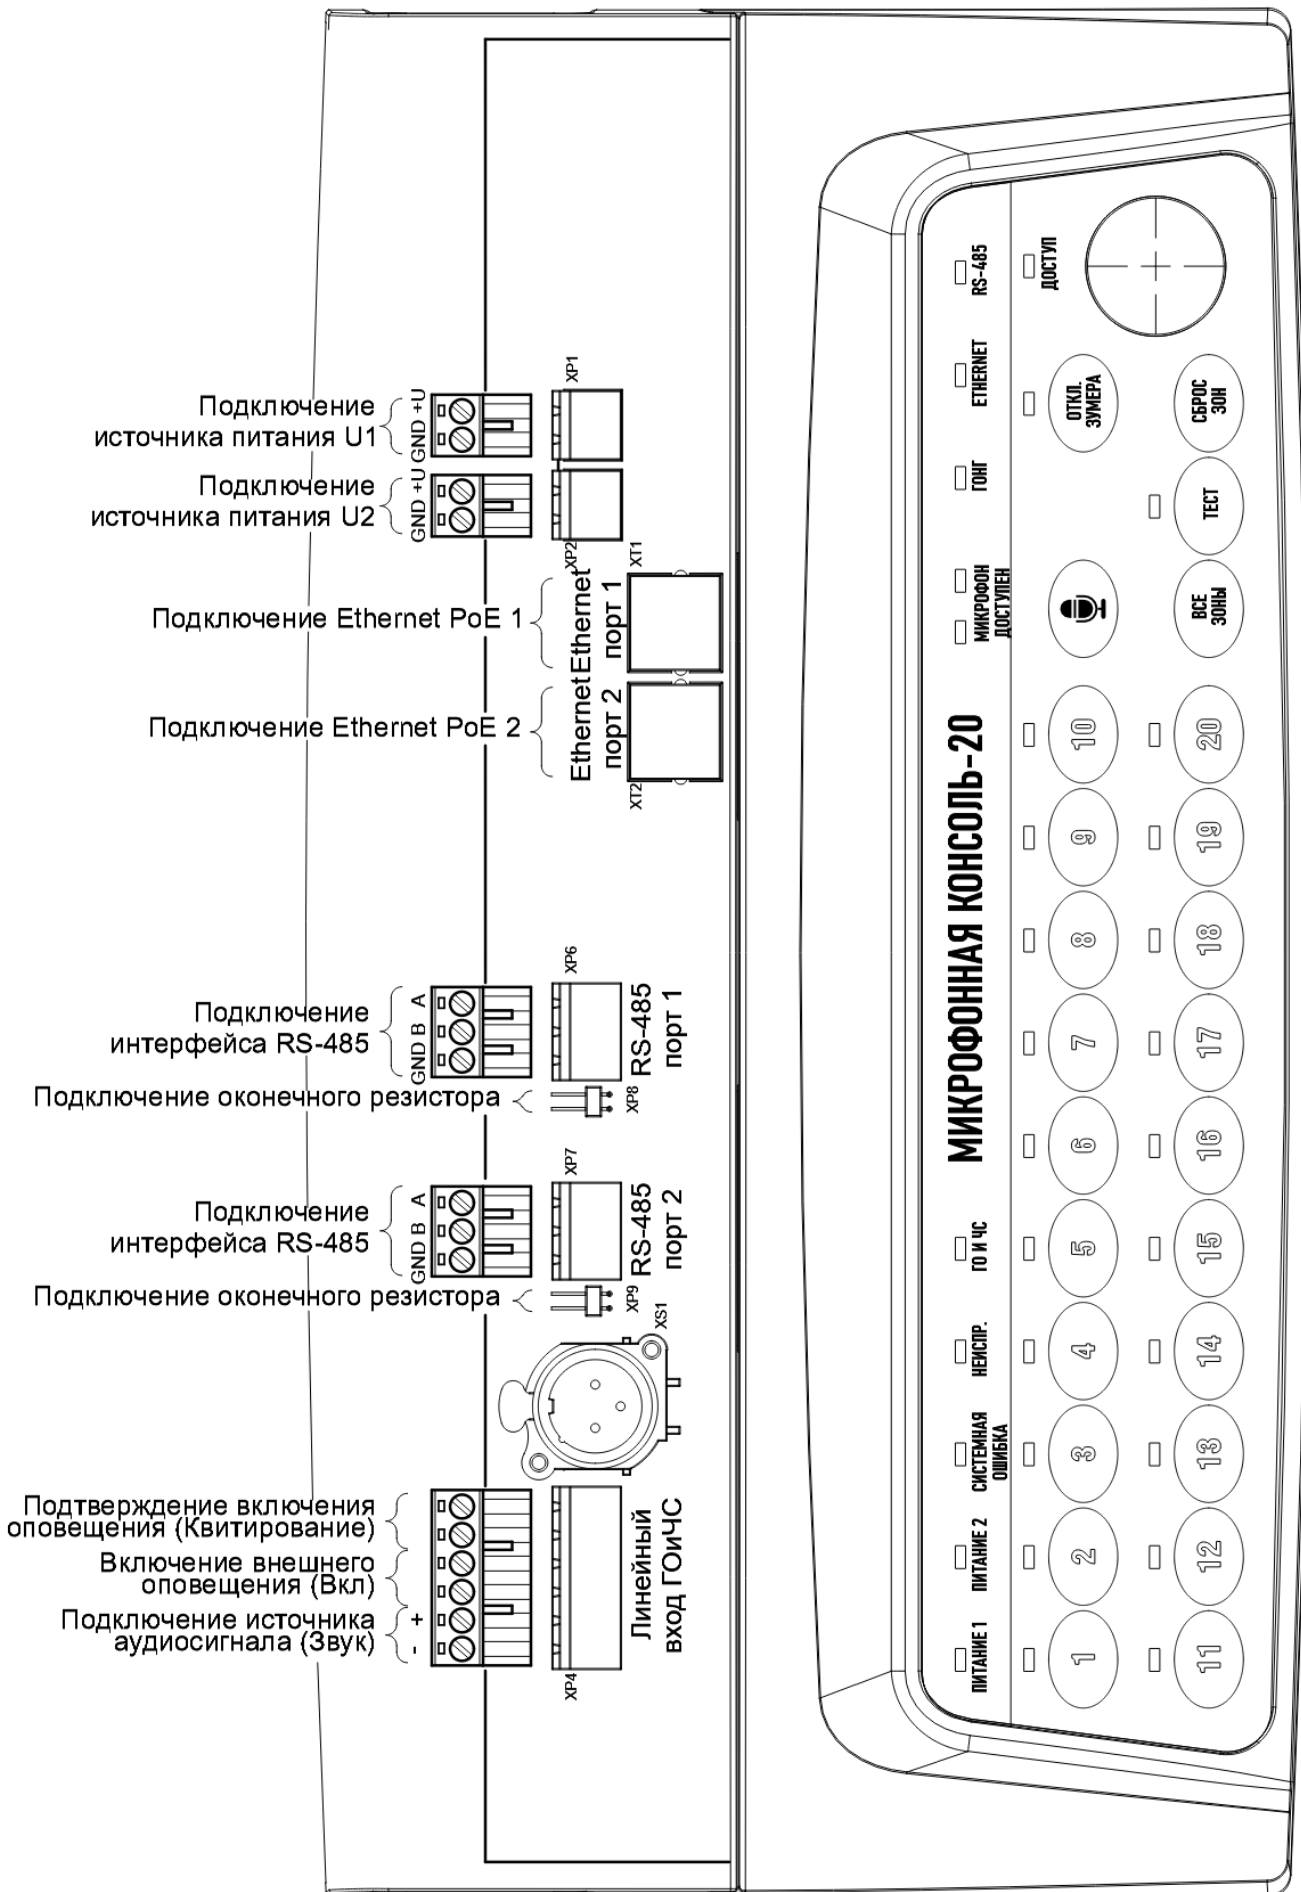 Подключение
источника питания U1
GND +U
XP1
Подключение
источника питания U2
GND +U
XP2
XT1
Подключение Ethernet PoE 1
Ethernet
порт 1
Подключение Ethernet PoE 2
Ethernet
порт 2
XT2
Подключение
интерфейса RS-485
GND B A
XP6
RS-485
порт 1
Подключение оконечного резистора
XP8
Подключение
интерфейса RS-485
GND B A
XP7
RS-485
порт 2
Подключение оконечного резистора
XP9
XS1
Подтверждение включения
оповещения (Квитирование)
Включение внешнего
оповещения (Вкл)
Подключение источника
аудиосигнала (Звук)
- +
XP4
Линейный
вход ГОиЧС
ПИТАНИЕ 1
ПИТАНИЕ 2
СИСТЕМНАЯ
ОШИБКА
НЕИСПР.
ГО И ЧС
МИКРОФОННАЯ КОНСОЛЬ-20
МИКРОФОН
ДОСТУПЕН
ГОНГ
ETHERNET
RS-485
1 2 3 4 5 6 7 8 9 10
ОТКЛ.
ЗУМЕРА
ДОСТУП
11 12 13 14 15 16 17 18 19 20
ВСЕ
ЗОНЫ
ТЕСТ
СБРОС
ЗОН